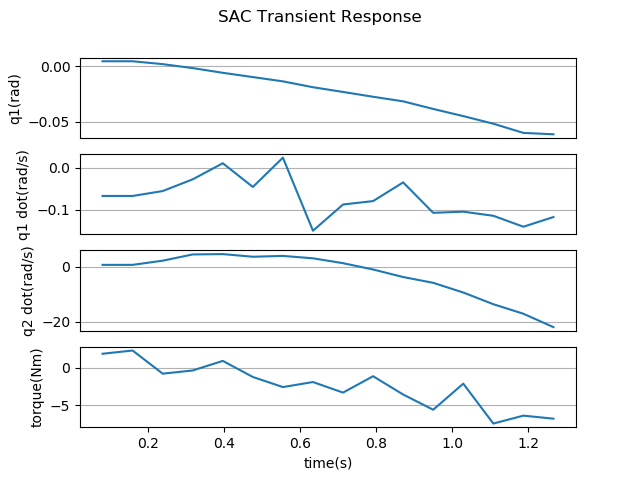 SAC Transient Response
q1(rad)
0.00
−0.05
q1 dot(rad/s)
0.0
−0.1
q2 dot(rad/s)
0
−20
torque(Nm)
0
−5
0.2 0.4 0.6 0.8 1.0 1.2
time(s)